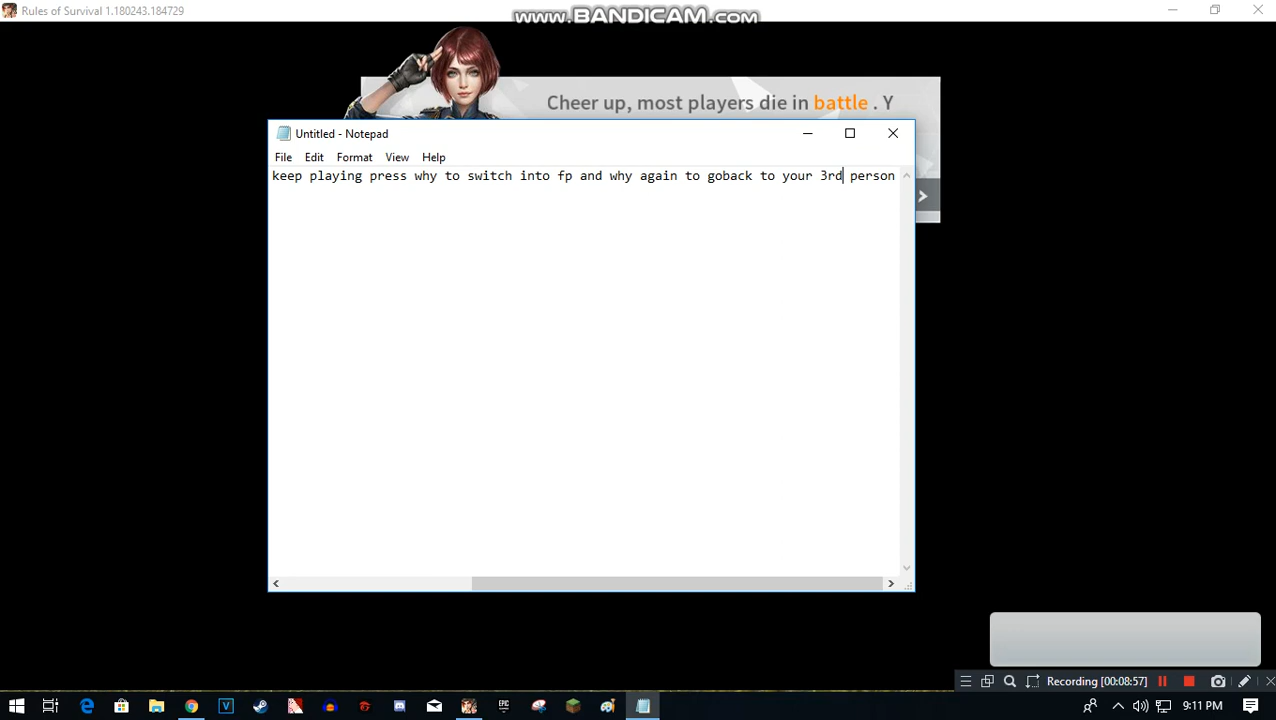 Rules of Survival 1.180243.184729
www.BANDICAM.com
Cheer up, most players die in battle . Y
Untitled - Notepad
File Edit Format View Help
keep playing press why to switch into fp and why again to goback to your 3rd person
Recording [00:08:57]
9:11 PM